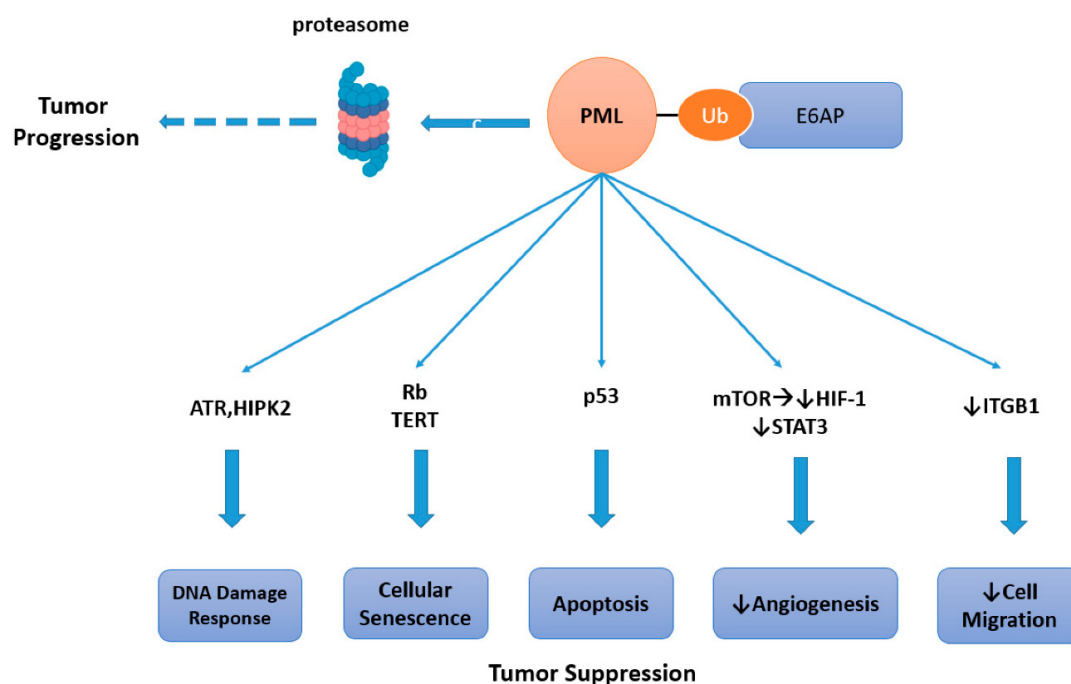 proteasome
Tumor
Progression
PML
Ub
E6AP
ATR,HIPK2
Rb
TERT
p53
mTOR→↓HIF-1
↓STAT3
↓ITGB1
DNA Damage
Response
Cellular
Senescence
Apoptosis
↓Angiogenesis
↓Cell
Migration
Tumor Suppression